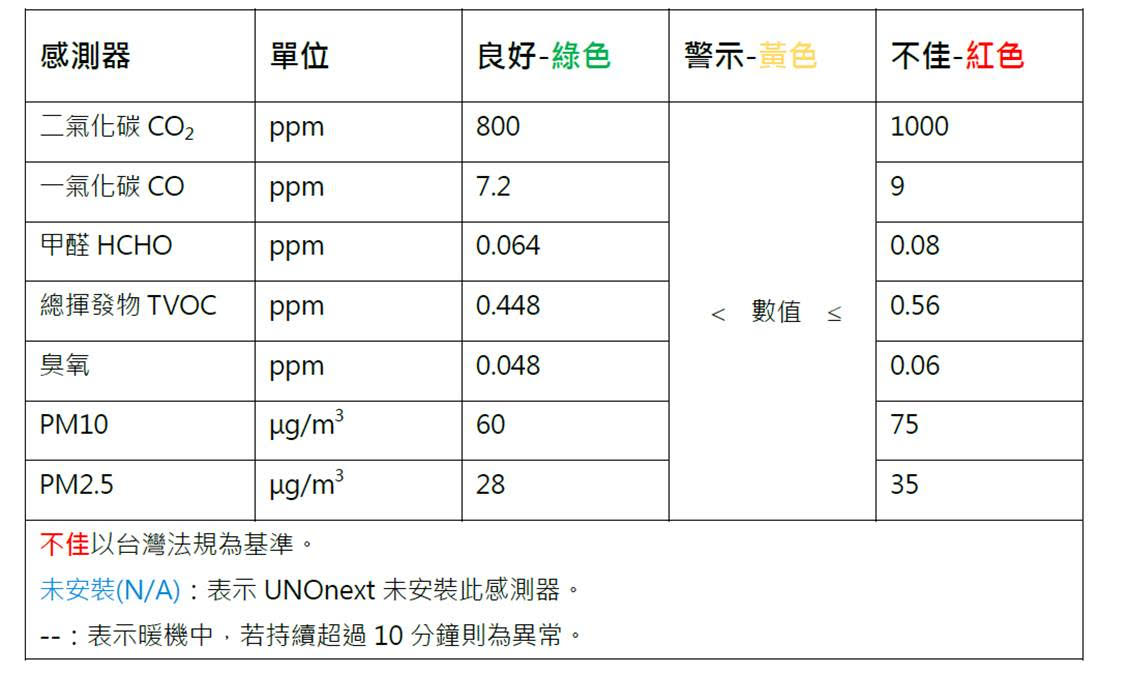 感測器 單位 良好-綠色 警示-黃色 不佳-紅色
二氧化碳 CO₂ ppm 800 1000
一氧化碳 CO ppm 7.2 9
甲醛 HCHO ppm 0.064 0.08
總揮發物 TVOC ppm 0.448 < 數值 ≤ 0.56
臭氧 ppm 0.048 0.06
PM10 μg/m³ 60 75
PM2.5 μg/m³ 28 35
不佳以台灣法規為基準。
未安裝(N/A)：表示 UNOnext 未安裝此感測器。
--：表示暖機中，若持續超過 10 分鐘則為異常。